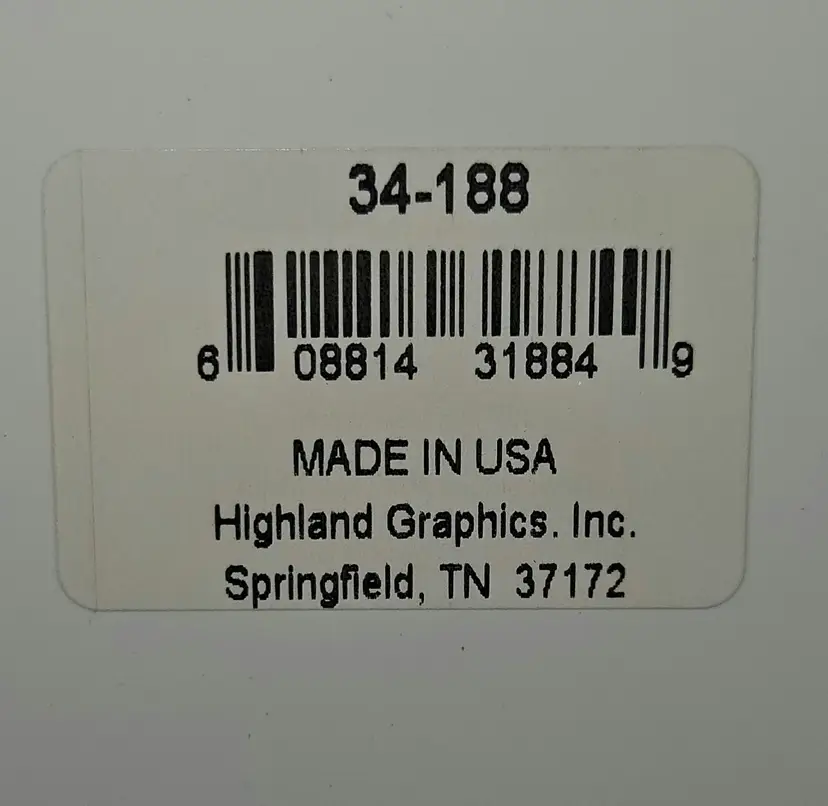 34-188
6 08814 31884 9
MADE IN USA
Highland Graphics. Inc.
Springfield, TN 37172